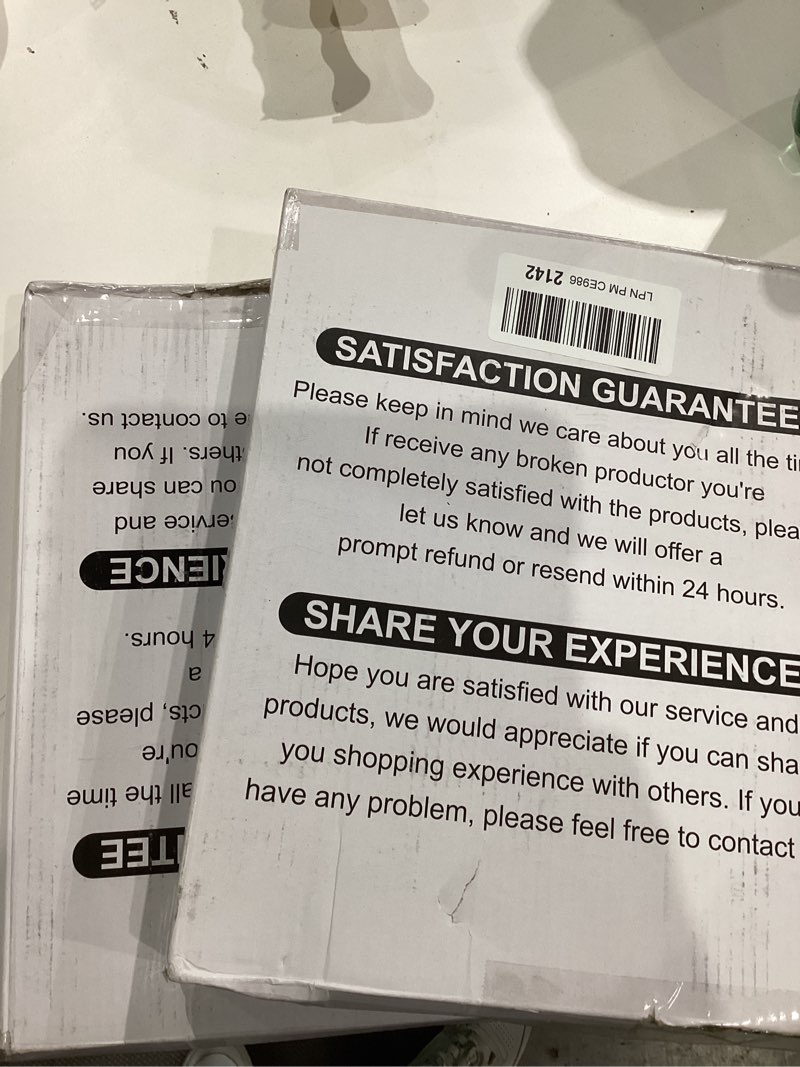 LPN PM CE986 2142
SATISFACTION GUARANTEE
Please keep in mind we care about you all the ti
If receive any broken productor you're
not completely satisfied with the products, plea
let us know and we will offer a
prompt refund or resend within 24 hours.
SHARE YOUR EXPERIENCE
Hope you are satisfied with our service and
products, we would appreciate if you can sha
you shopping experience with others. If you
have any problem, please feel free to contact
TEE
all the time
ou're
cts, please
a
4 hours.
IENCE
ervice and
ou can share
thers. If you
e to contact us.